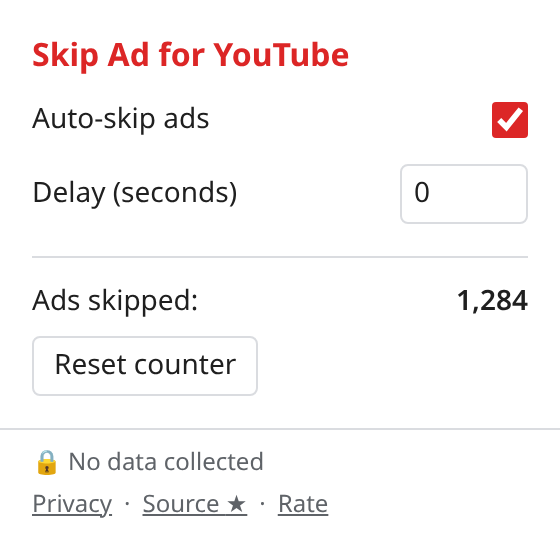 Skip Ad for YouTube
Auto-skip ads
Delay (seconds) 0
Ads skipped: 1,284
Reset counter
🔒 No data collected
Privacy · Source ★ · Rate